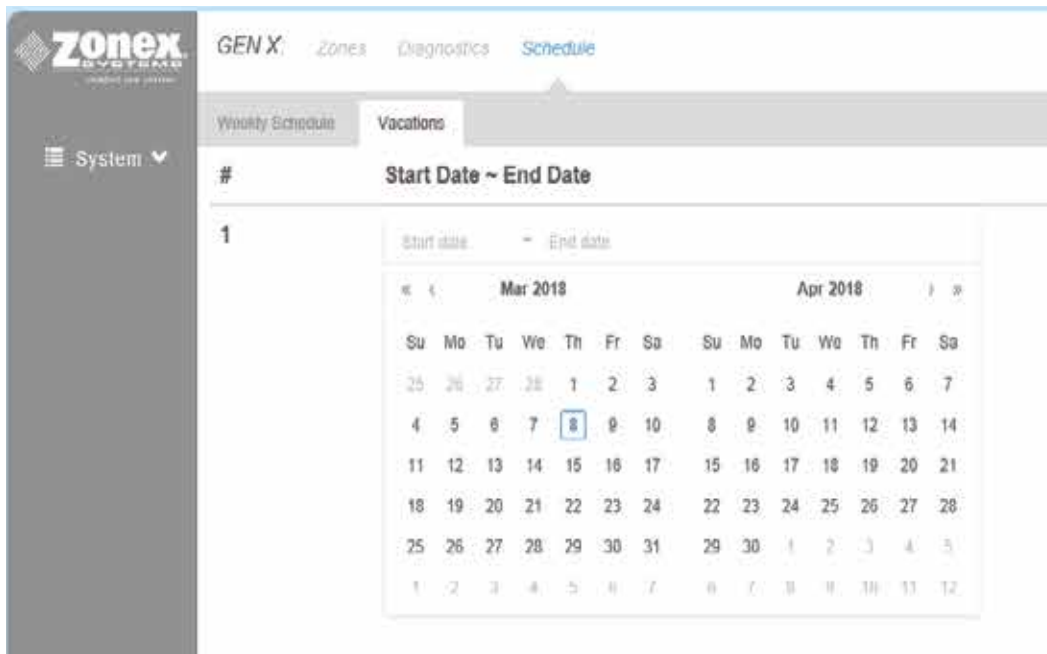 zonex
SYSTEMS
GEN X: Zones Diagnostics Schedule
Weekly Schedule Vacations
System
# Start Date ~ End Date
1 Start date ~ End date
« ‹ Mar 2018 Apr 2018 › »
Su Mo Tu We Th Fr Sa Su Mo Tu We Th Fr Sa
25 26 27 28 1 2 3 1 2 3 4 5 6 7
4 5 6 7 8 9 10 8 9 10 11 12 13 14
11 12 13 14 15 16 17 15 16 17 18 19 20 21
18 19 20 21 22 23 24 22 23 24 25 26 27 28
25 26 27 28 29 30 31 29 30 1 2 3 4 5
1 2 3 4 5 6 7 6 7 8 9 10 11 12